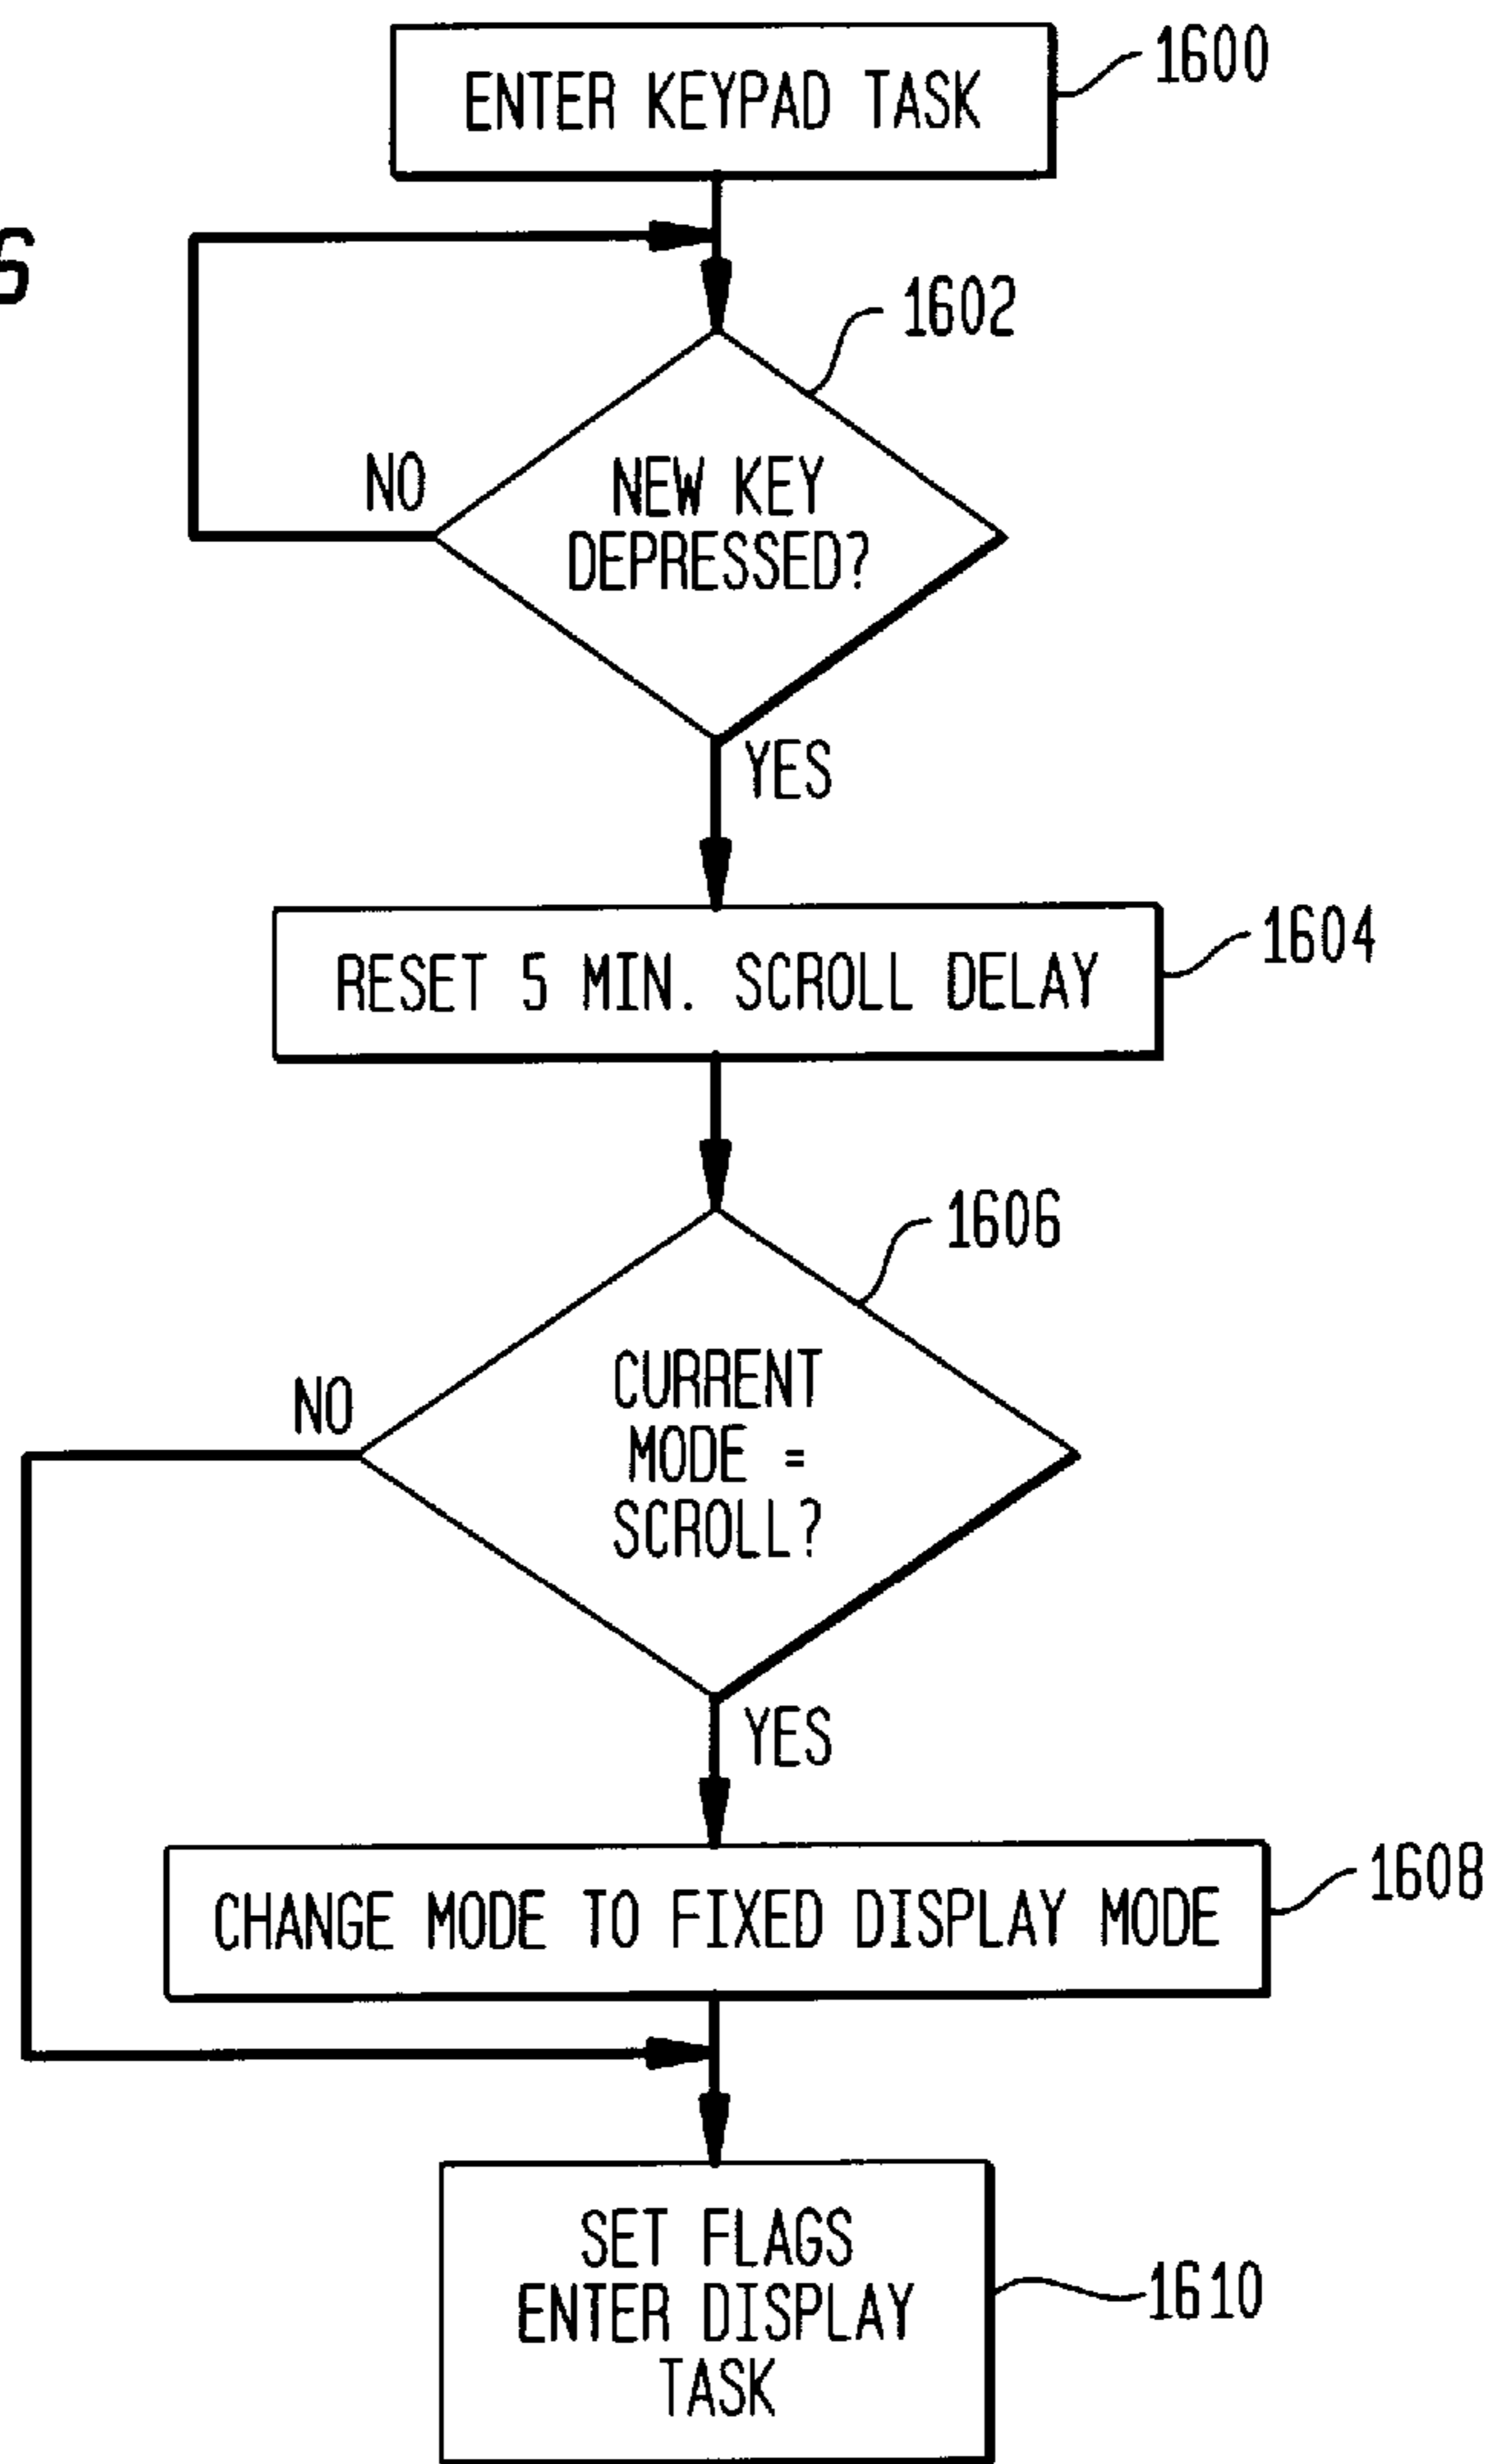 ENTER KEYPAD TASK
1600
1602
NO
NEW KEY
DEPRESSED?
YES
RESET 5 MIN. SCROLL DELAY
1604
1606
NO
CURRENT
MODE =
SCROLL?
YES
CHANGE MODE TO FIXED DISPLAY MODE
1608
SET FLAGS
ENTER DISPLAY
TASK
1610